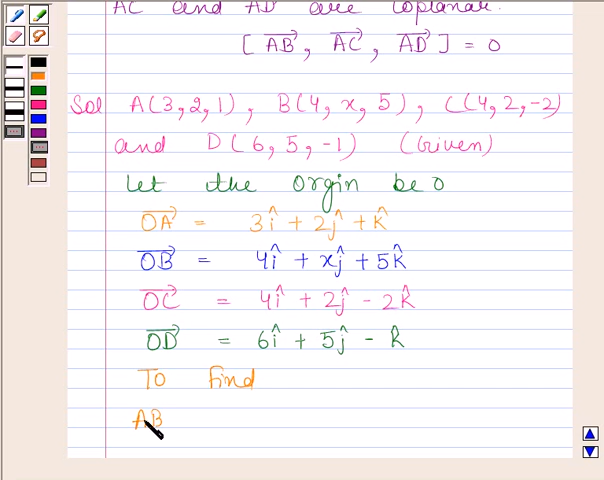 AC and AD are coplanar.
[ AB⃗, AC⃗, AD⃗ ] = 0
Sol A(3,2,1), B(4, x, 5), C(4, 2, -2)
and D(6, 5, -1) (Given)
Let the Orgin be O
OA⃗ = 3î + 2ĵ + k̂
OB⃗ = 4î + xĵ + 5k̂
OC⃗ = 4î + 2ĵ - 2k̂
OD⃗ = 6î + 5ĵ - k̂
To find
AB